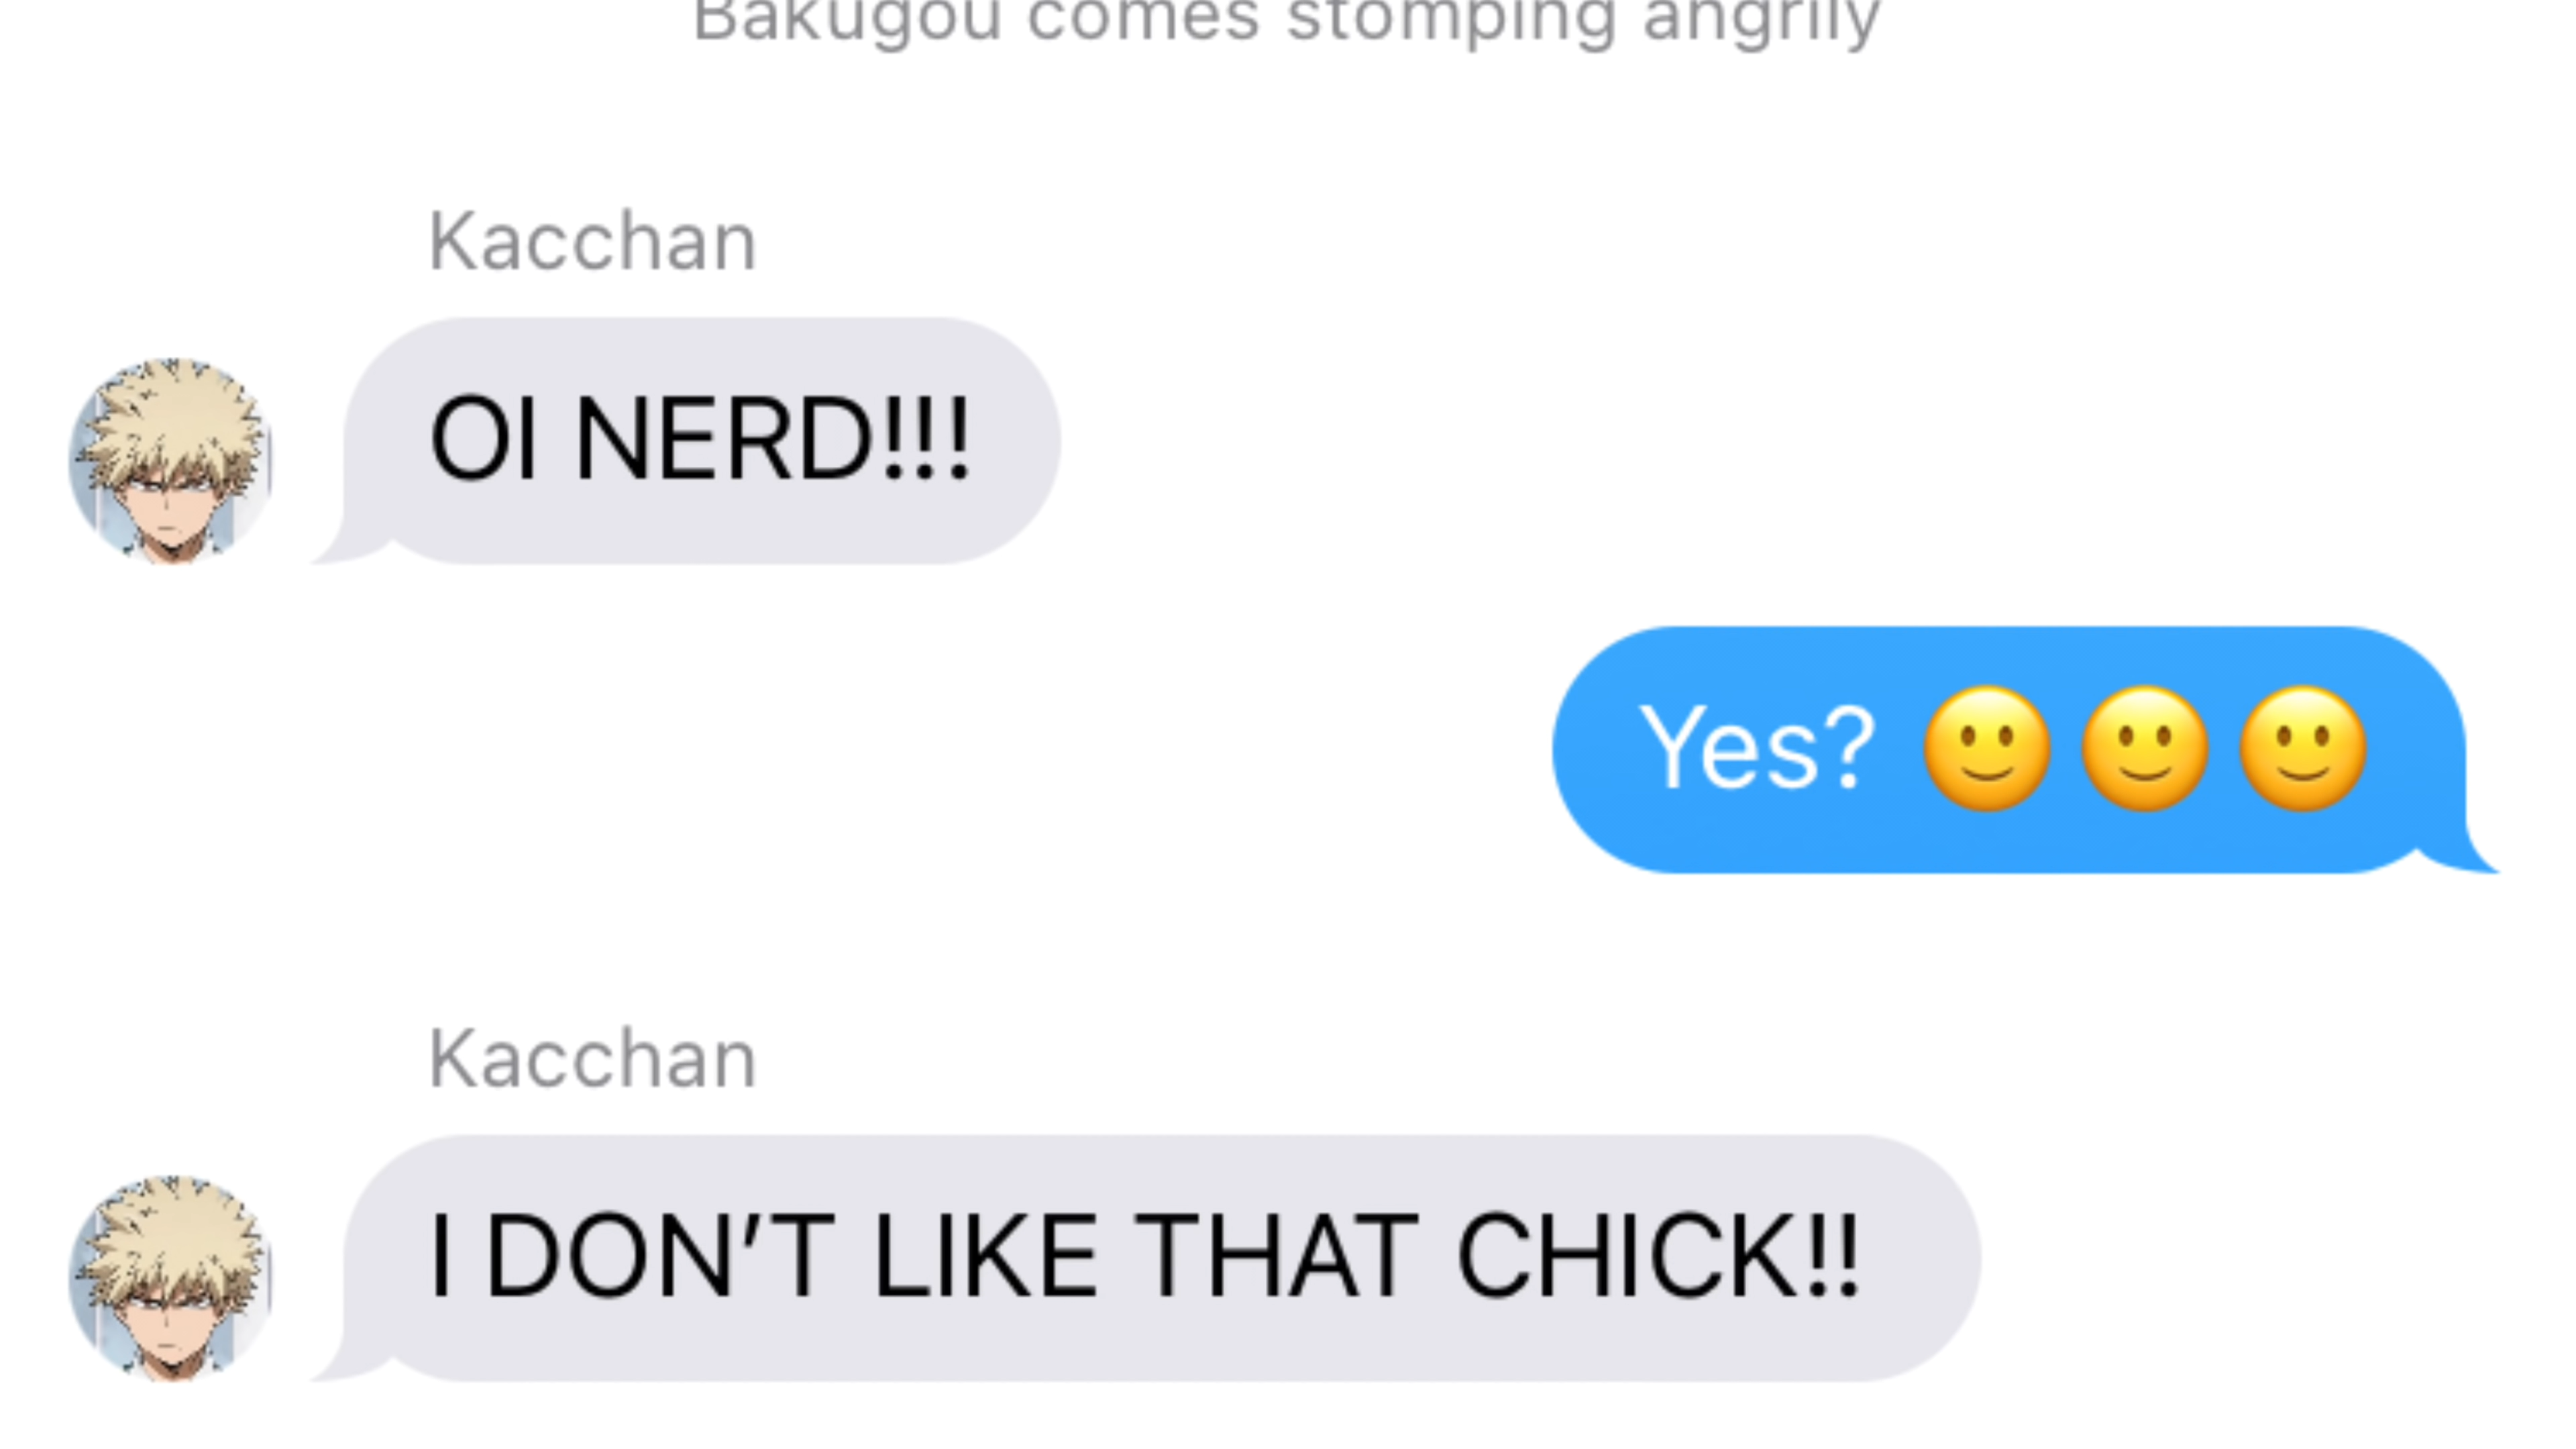 Bakugou comes stomping angrily
Kacchan
OI NERD!!!
Yes? 🙂🙂🙂
Kacchan
I DON'T LIKE THAT CHICK!!